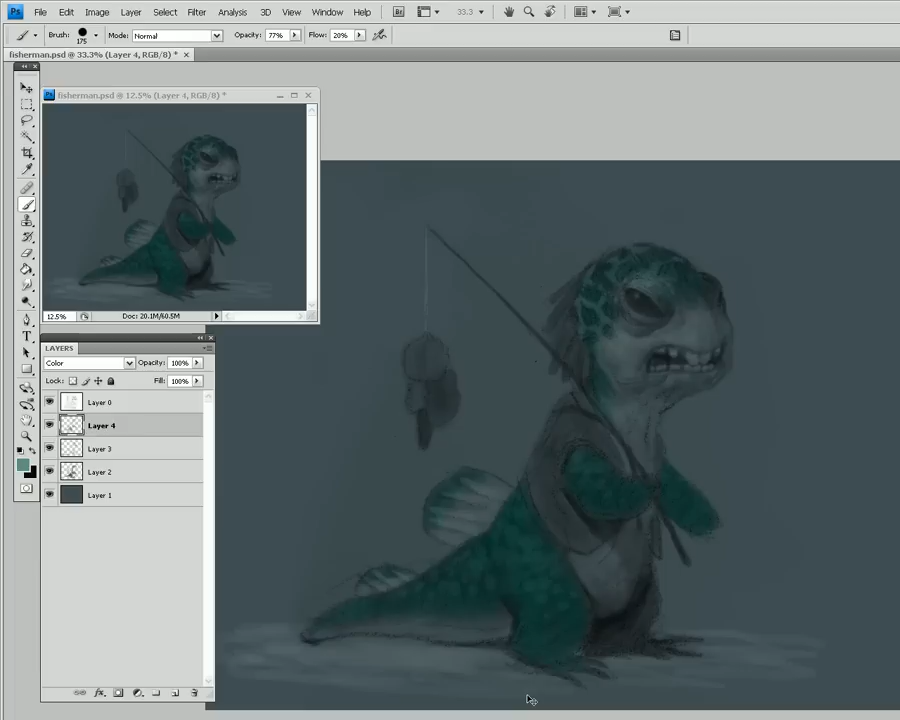 Ps File Edit Image Layer Select Filter Analysis 3D View Window Help Br 33.3
Brush: 175 Mode: Normal Opacity: 77% Flow: 20%
fisherman.psd @ 33.3% (Layer 4, RGB/8) * ×
Ps fisherman.psd @ 12.5% (Layer 4, RGB/8) *
12.5% Doc: 20.1M/60.5M
LAYERS
Color Opacity: 100%
Lock: Fill: 100%
Layer 0
Layer 4
Layer 3
Layer 2
Layer 1
T
fx